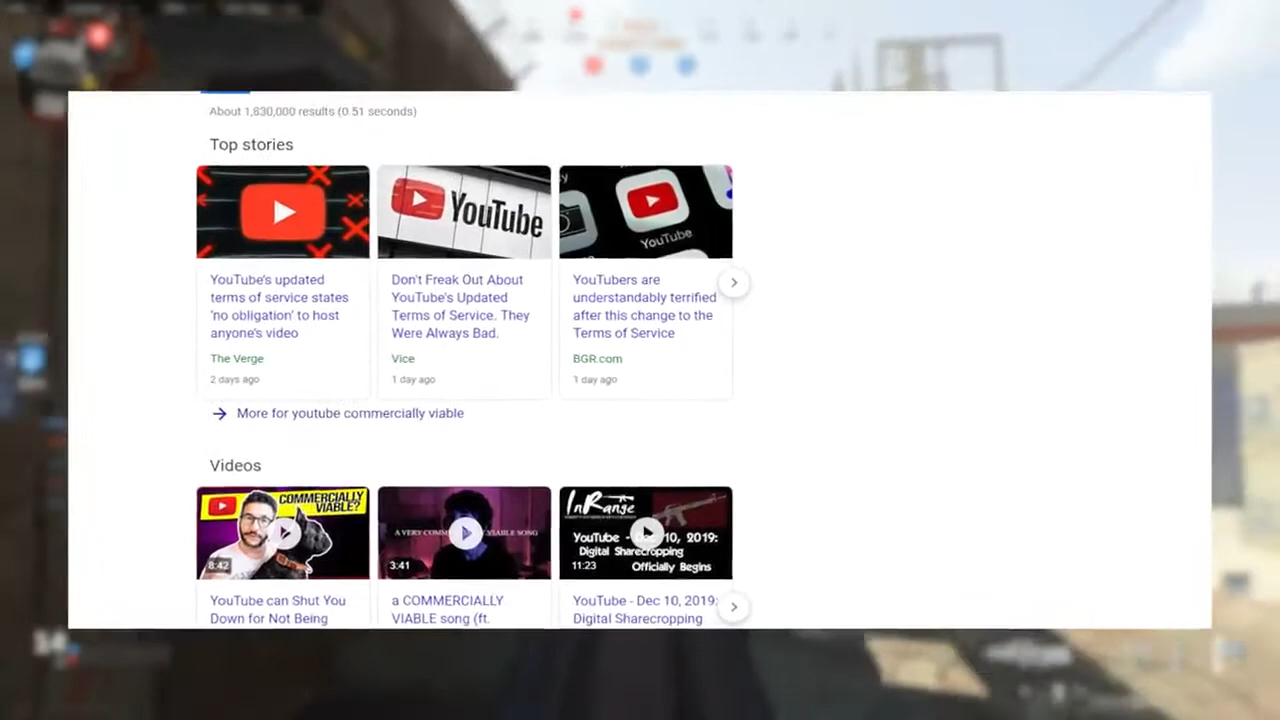 About 1,830,000 results (0.51 seconds)
Top stories
YouTube
YouTube
YouTube's updated
terms of service states
'no obligation' to host
anyone's video
The Verge
2 days ago
Don't Freak Out About
YouTube's Updated
Terms of Service. They
Were Always Bad.
Vice
1 day ago
YouTubers are
understandably terrified
after this change to the
Terms of Service
BGR.com
1 day ago
More for youtube commercially viable
Videos
COMMERCIALLY
VIABLE?
8:42
A VERY COMM VIABLE SONG
3:41
InRange
YouTube - Dec 10, 2019:
Digital Sharecropping
Officially Begins
11:23
YouTube can Shut You
Down for Not Being
a COMMERCIALLY
VIABLE song (ft.
YouTube - Dec 10, 2019:
Digital Sharecropping